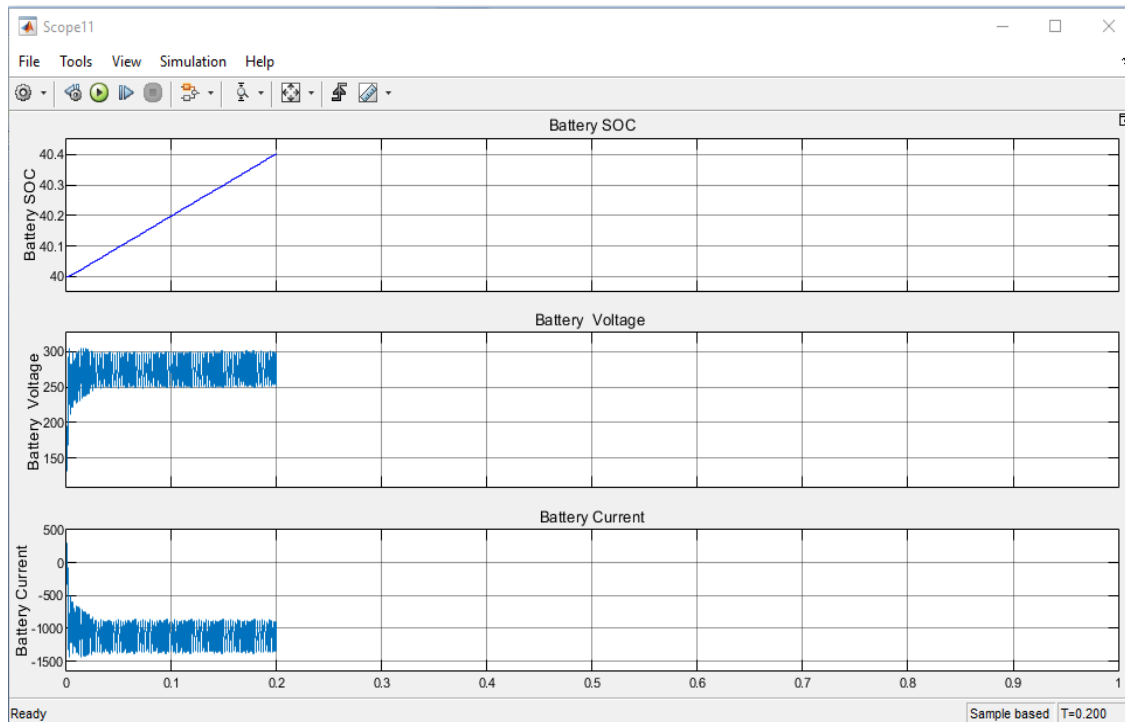 Scope11
File Tools View Simulation Help
Battery SOC
Battery SOC
40.4
40.3
40.2
40.1
40
Battery  Voltage
Battery  Voltage
300
250
200
150
Battery Current
Battery Current
500
0
-500
-1000
-1500
0 0.1 0.2 0.3 0.4 0.5 0.6 0.7 0.8 0.9 1
Ready Sample based T=0.200